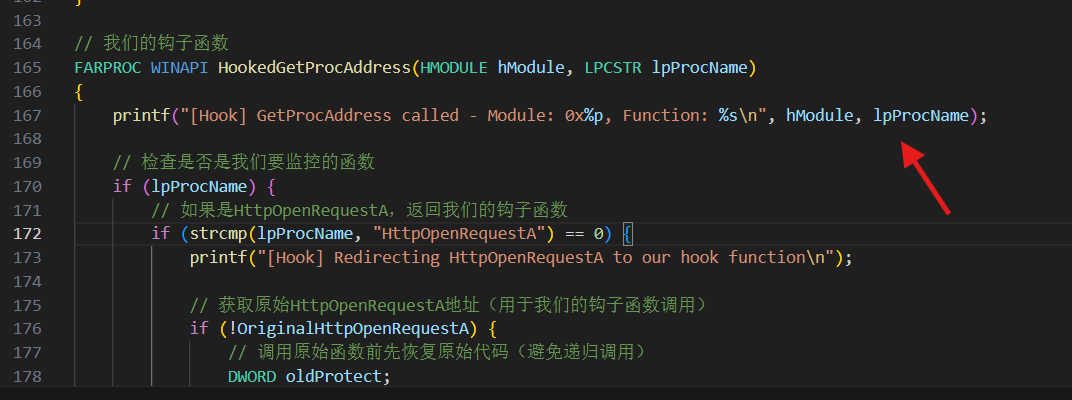 162 }
163
164 // 我们的钩子函数
165 FARPROC WINAPI HookedGetProcAddress(HMODULE hModule, LPCSTR lpProcName)
166 {
167 printf("[Hook] GetProcAddress called - Module: 0x%p, Function: %s\n", hModule, lpProcName);
168
169 // 检查是否是我们要监控的函数
170 if (lpProcName) {
171 // 如果是HttpOpenRequestA，返回我们的钩子函数
172 if (strcmp(lpProcName, "HttpOpenRequestA") == 0) {
173 printf("[Hook] Redirecting HttpOpenRequestA to our hook function\n");
174
175 // 获取原始HttpOpenRequestA地址（用于我们的钩子函数调用）
176 if (!OriginalHttpOpenRequestA) {
177 // 调用原始函数前先恢复原始代码（避免递归调用）
178 DWORD oldProtect;